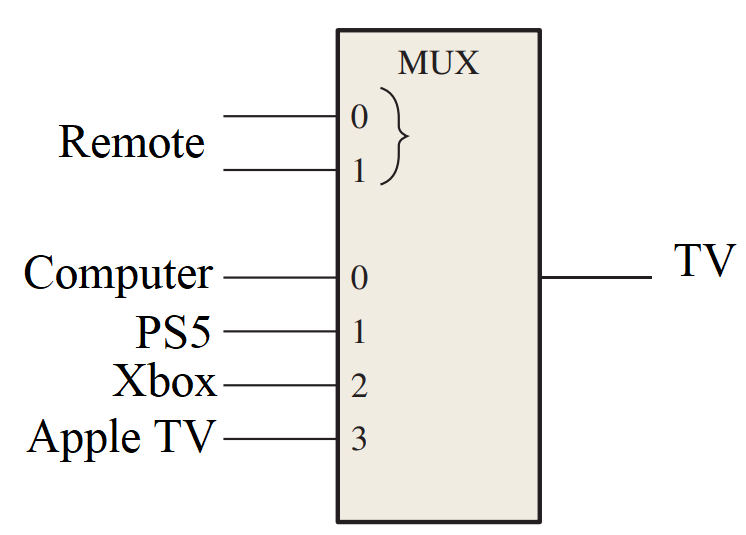 MUX
Remote
0
1
Computer 0
PS5 1
Xbox 2
Apple TV 3
TV